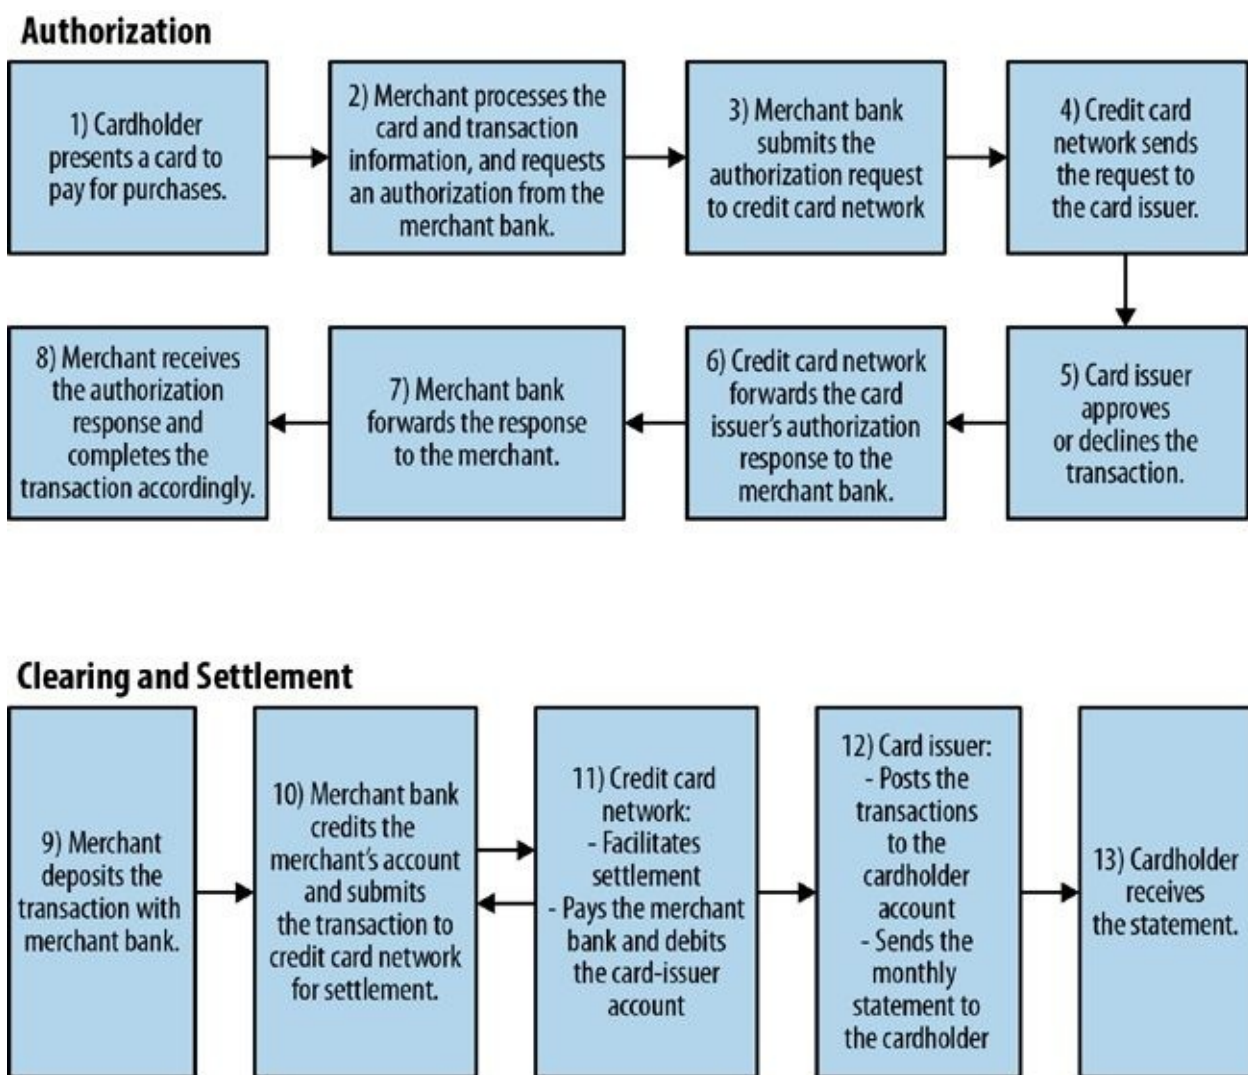 Authorization
1) Cardholder
presents a card to
pay for purchases.
2) Merchant processes the
card and transaction
information, and requests
an authorization from the
merchant bank.
3) Merchant bank
submits the
authorization request
to credit card network
4) Credit card
network sends
the request to
the card issuer.
8) Merchant receives
the authorization
response and
completes the
transaction accordingly.
7) Merchant bank
forwards the response
to the merchant.
6) Credit card network
forwards the card
issuer's authorization
response to the
merchant bank.
5) Card issuer
approves
or declines the
transaction.
Clearing and Settlement
9) Merchant
deposits the
transaction with
merchant bank.
10) Merchant bank
credits the
merchant's account
and submits
the transaction to
credit card network
for settlement.
11) Credit card
network:
- Facilitates
settlement
- Pays the merchant
bank and debits
the card-issuer
account
12) Card issuer:
- Posts the
transactions
to the
cardholder
account
- Sends the
monthly
statement to
the cardholder
13) Cardholder
receives
the statement.